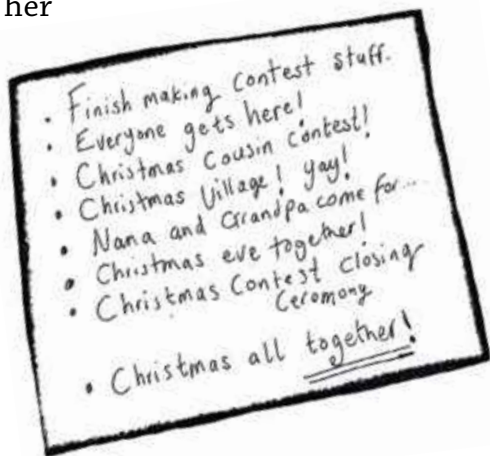 her
• Finish making contest stuff.
• Everyone gets here!
• Christmas Cousin Contest!
• Christmas Village! Yay!
• Nana and Grandpa come for...
• Christmas eve together!
• Christmas Contest Closing
Ceromony
• Christmas all together!